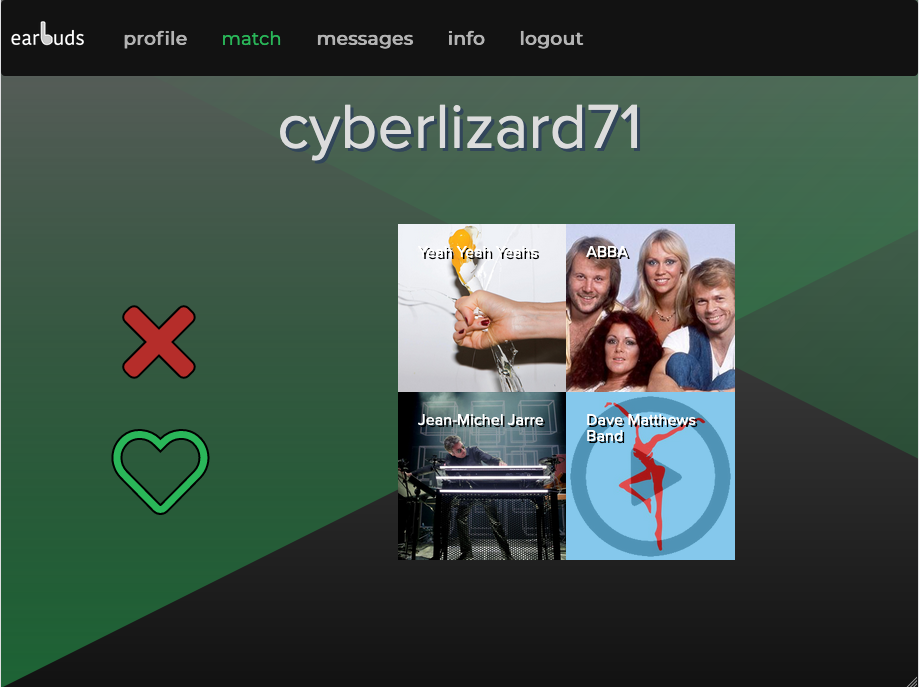 earbuds profile match messages info logout
cyberlizard71
Yeah Yeah Yeahs
ABBA
Jean-Michel Jarre
Dave Matthews
Band